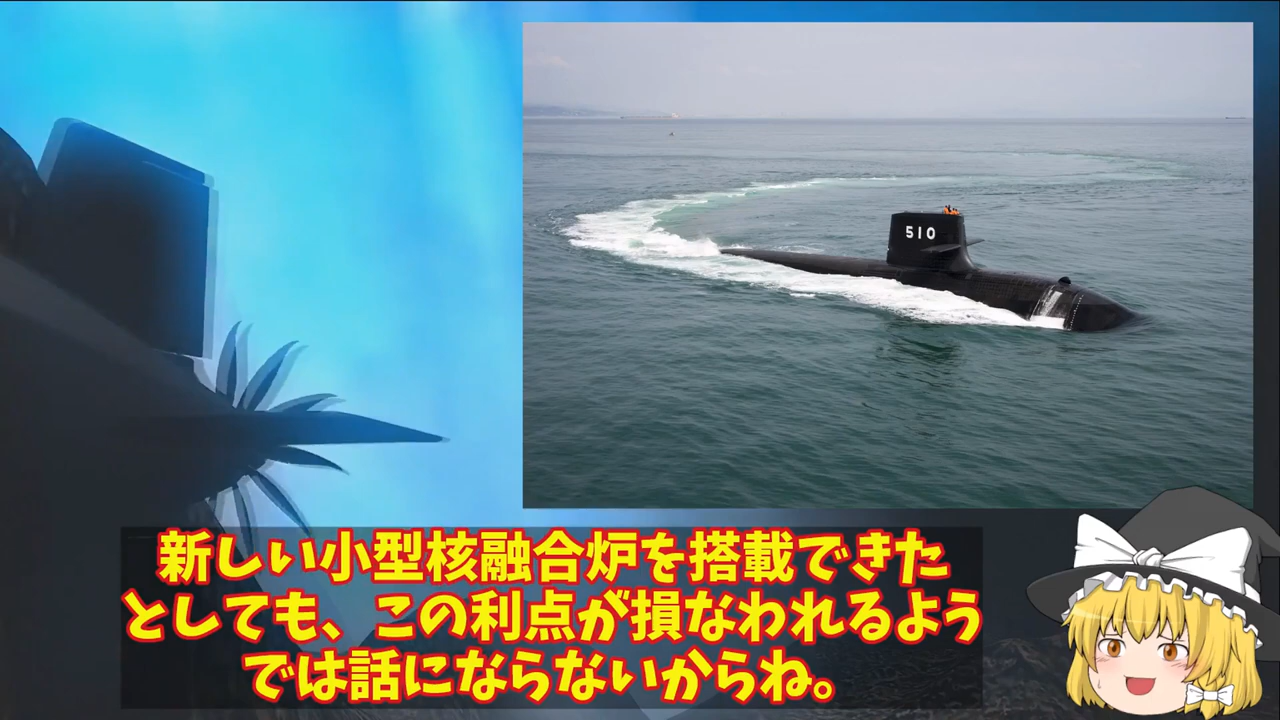 510
新しい小型核融合炉を搭載できた
としても、この利点が損なわれるよう
では話にならないからね。